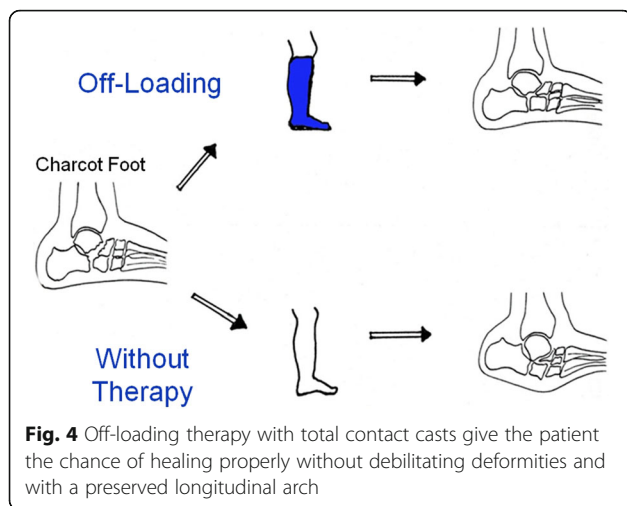 Off-Loading
Charcot Foot
Without
Therapy
Fig. 4 Off-loading therapy with total contact casts give the patient
the chance of healing properly without debilitating deformities and
with a preserved longitudinal arch